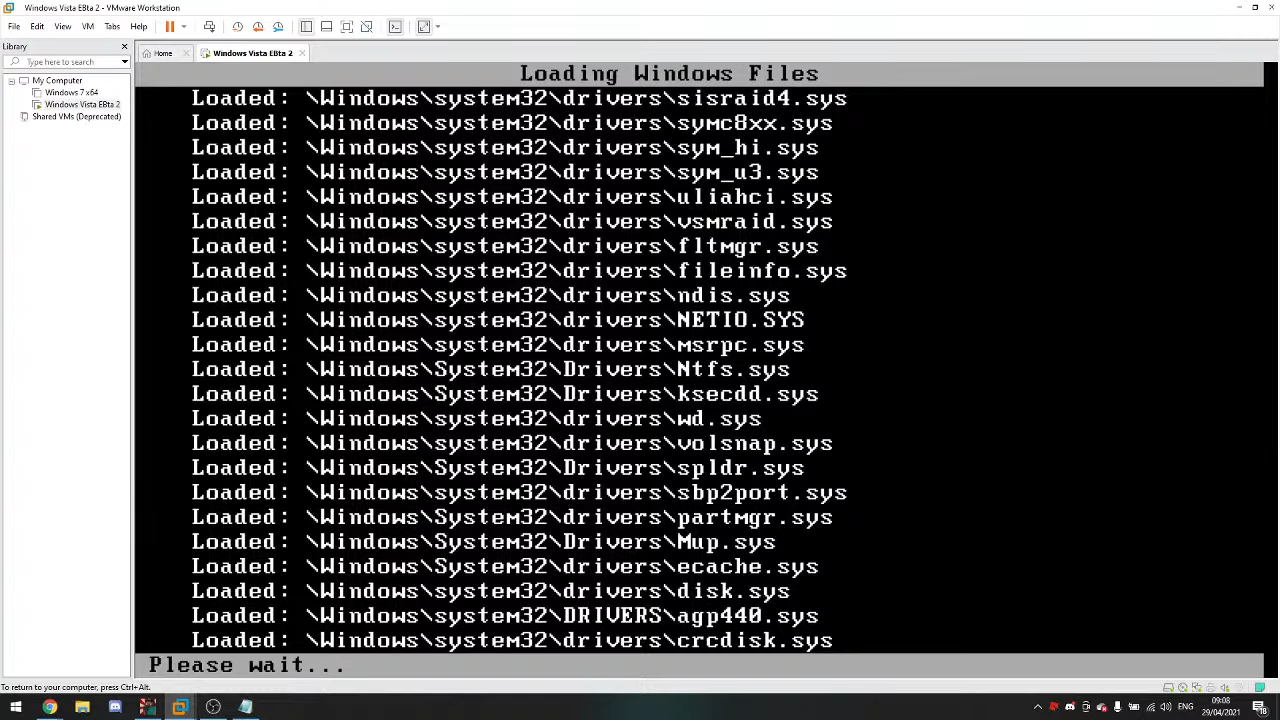 Windows Vista EBta 2 - VMware Workstation
File Edit View VM Tabs Help
Library
Type here to search
My Computer
Windows 7 x64
Windows Vista EBta 2
Shared VMs (Deprecated)
Home Windows Vista EBta 2
Loading Windows Files
Loaded: \Windows\system32\drivers\sisraid4.sys
Loaded: \Windows\system32\drivers\symc8xx.sys
Loaded: \Windows\system32\drivers\sym_hi.sys
Loaded: \Windows\system32\drivers\sym_u3.sys
Loaded: \Windows\system32\drivers\uliahci.sys
Loaded: \Windows\system32\drivers\vsmraid.sys
Loaded: \Windows\system32\drivers\fltmgr.sys
Loaded: \Windows\system32\drivers\fileinfo.sys
Loaded: \Windows\system32\drivers\ndis.sys
Loaded: \Windows\system32\drivers\NETIO.SYS
Loaded: \Windows\system32\drivers\msrpc.sys
Loaded: \Windows\System32\Drivers\Ntfs.sys
Loaded: \Windows\System32\Drivers\ksecdd.sys
Loaded: \Windows\system32\drivers\wd.sys
Loaded: \Windows\system32\drivers\volsnap.sys
Loaded: \Windows\System32\Drivers\spldr.sys
Loaded: \Windows\system32\drivers\sbp2port.sys
Loaded: \Windows\System32\drivers\partmgr.sys
Loaded: \Windows\System32\Drivers\Mup.sys
Loaded: \Windows\System32\drivers\ecache.sys
Loaded: \Windows\system32\drivers\disk.sys
Loaded: \Windows\system32\DRIVERS\agp440.sys
Loaded: \Windows\system32\drivers\crcdisk.sys
Please wait...
To return to your computer, press Ctrl+Alt.
ENG
09:08
29/04/2021